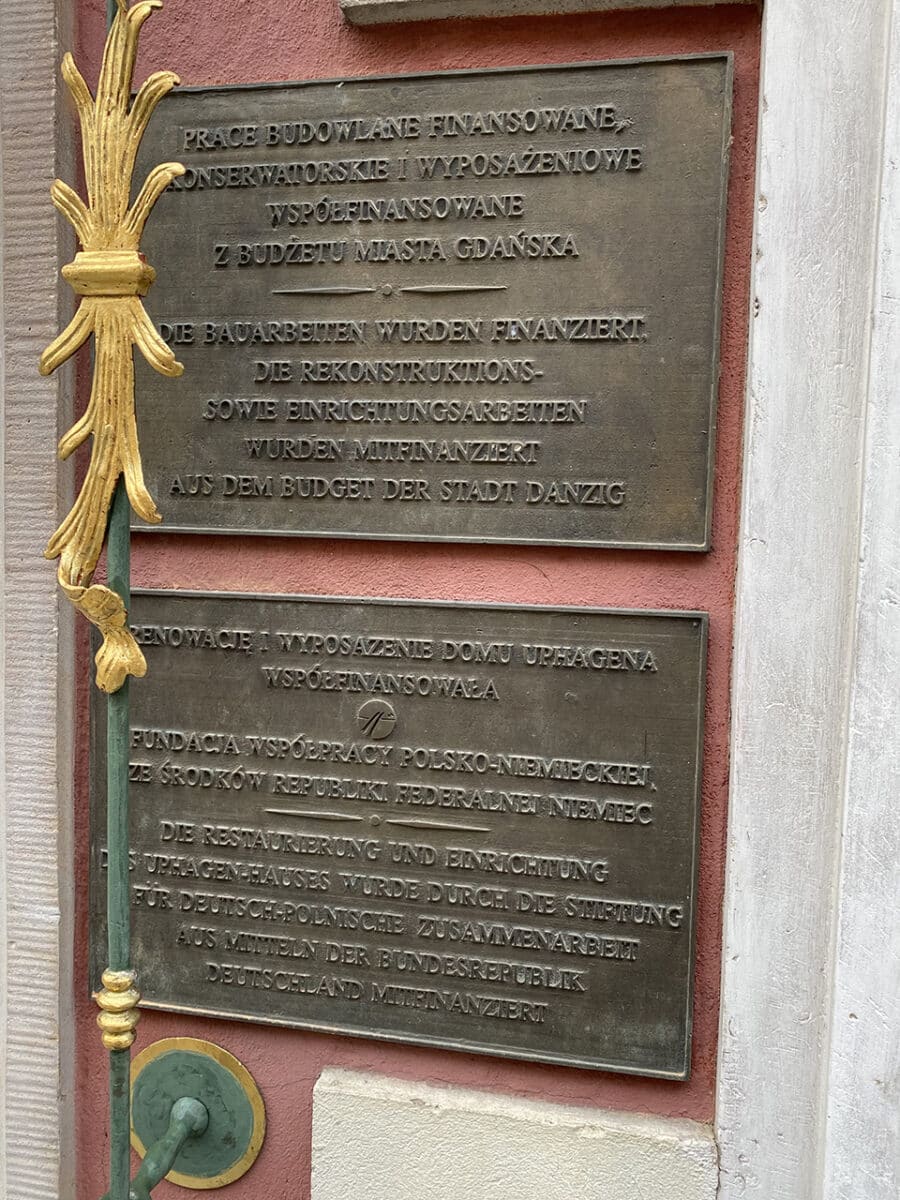 PRACE BUDOWLANE FINANSOWANE,
KONSERWATORSKIE I WYPOSAŻENIOWE
WSPÓŁFINANSOWANE
Z BUDŻETU MIASTA GDAŃSKA
DIE BAUARBEITEN WURDEN FINANZIERT,
DIE REKONSTRUKTIONS-
SOWIE EINRICHTUNGSARBEITEN
WURDEN MITFINANZIERT
AUS DEM BUDGET DER STADT DANZIG
RENOWACJĘ I WYPOSAŻENIE DOMU UPHAGENA
WSPÓŁFINANSOWAŁA
FUNDACJA WSPÓŁPRACY POLSKO-NIEMIECKIEJ
ZE ŚRODKÓW REPUBLIKI FEDERALNEJ NIEMIEC
DIE RESTAURIERUNG UND EINRICHTUNG
DES UPHAGEN-HAUSES WURDE DURCH DIE STIFTUNG
FÜR DEUTSCH-POLNISCHE ZUSAMMENARBEIT
AUS MITTELN DER BUNDESREPUBLIK
DEUTSCHLAND MITFINANZIERT